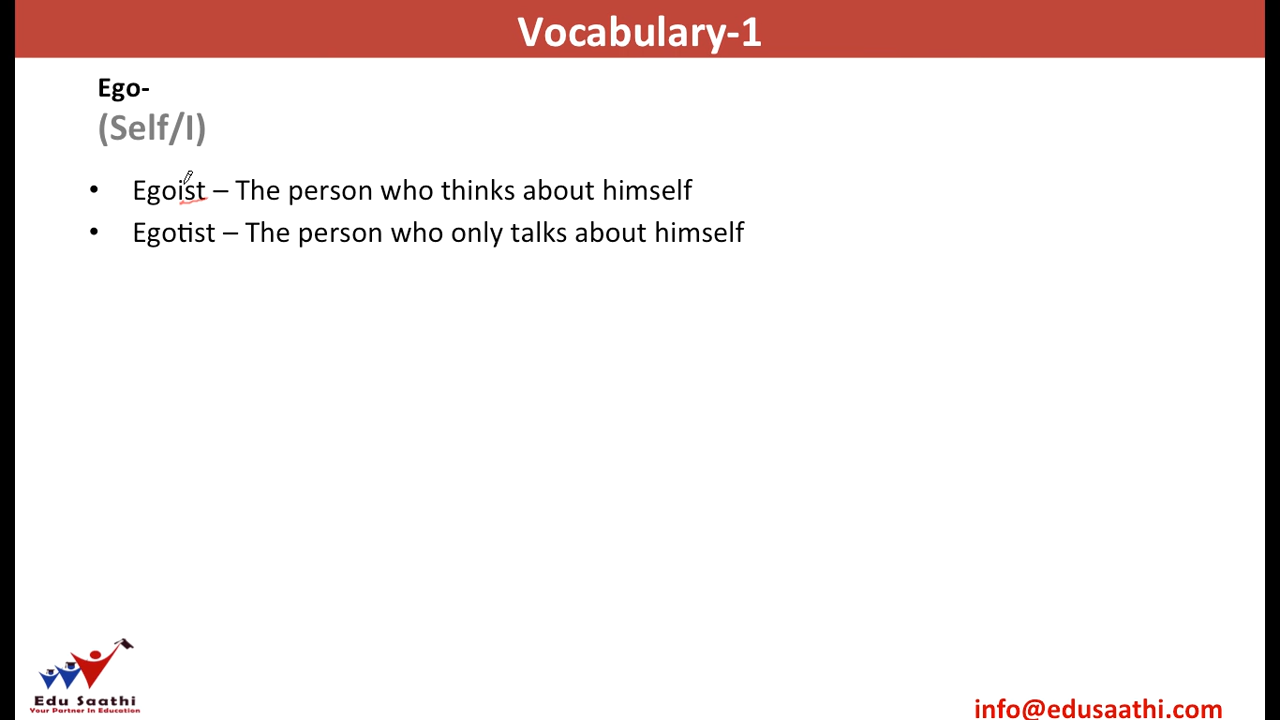 Vocabulary-1
Ego-
(Self/I)
• Egoist – The person who thinks about himself
• Egotist – The person who only talks about himself
Edu Saathi
Your Partner In Education
info@edusaathi.com